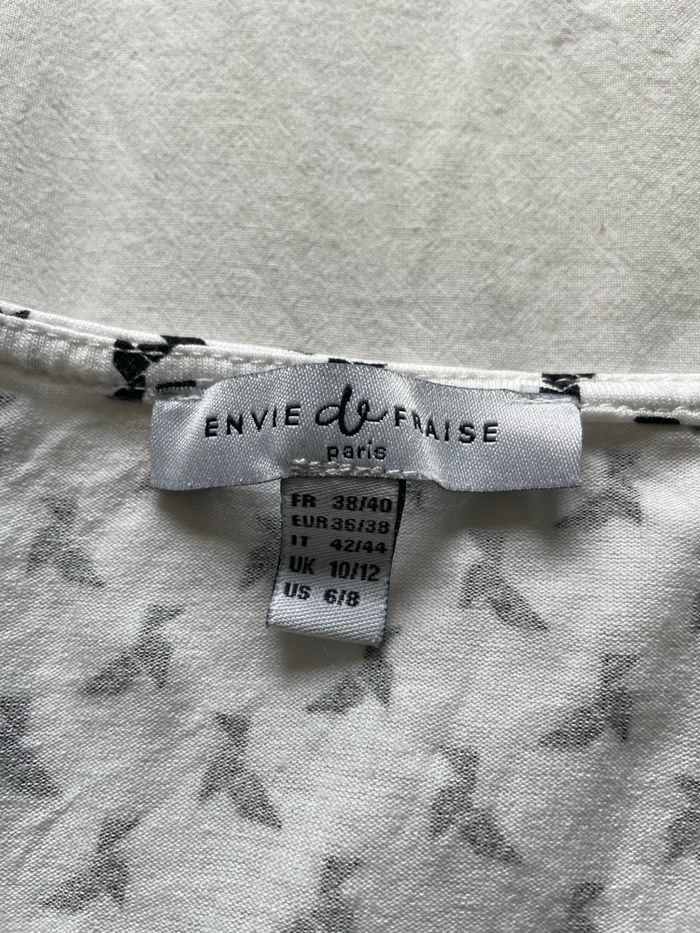 ENVIE de FRAISE
paris
FR 38/40
EUR 36/38
IT 42/44
UK 10/12
US 6/8